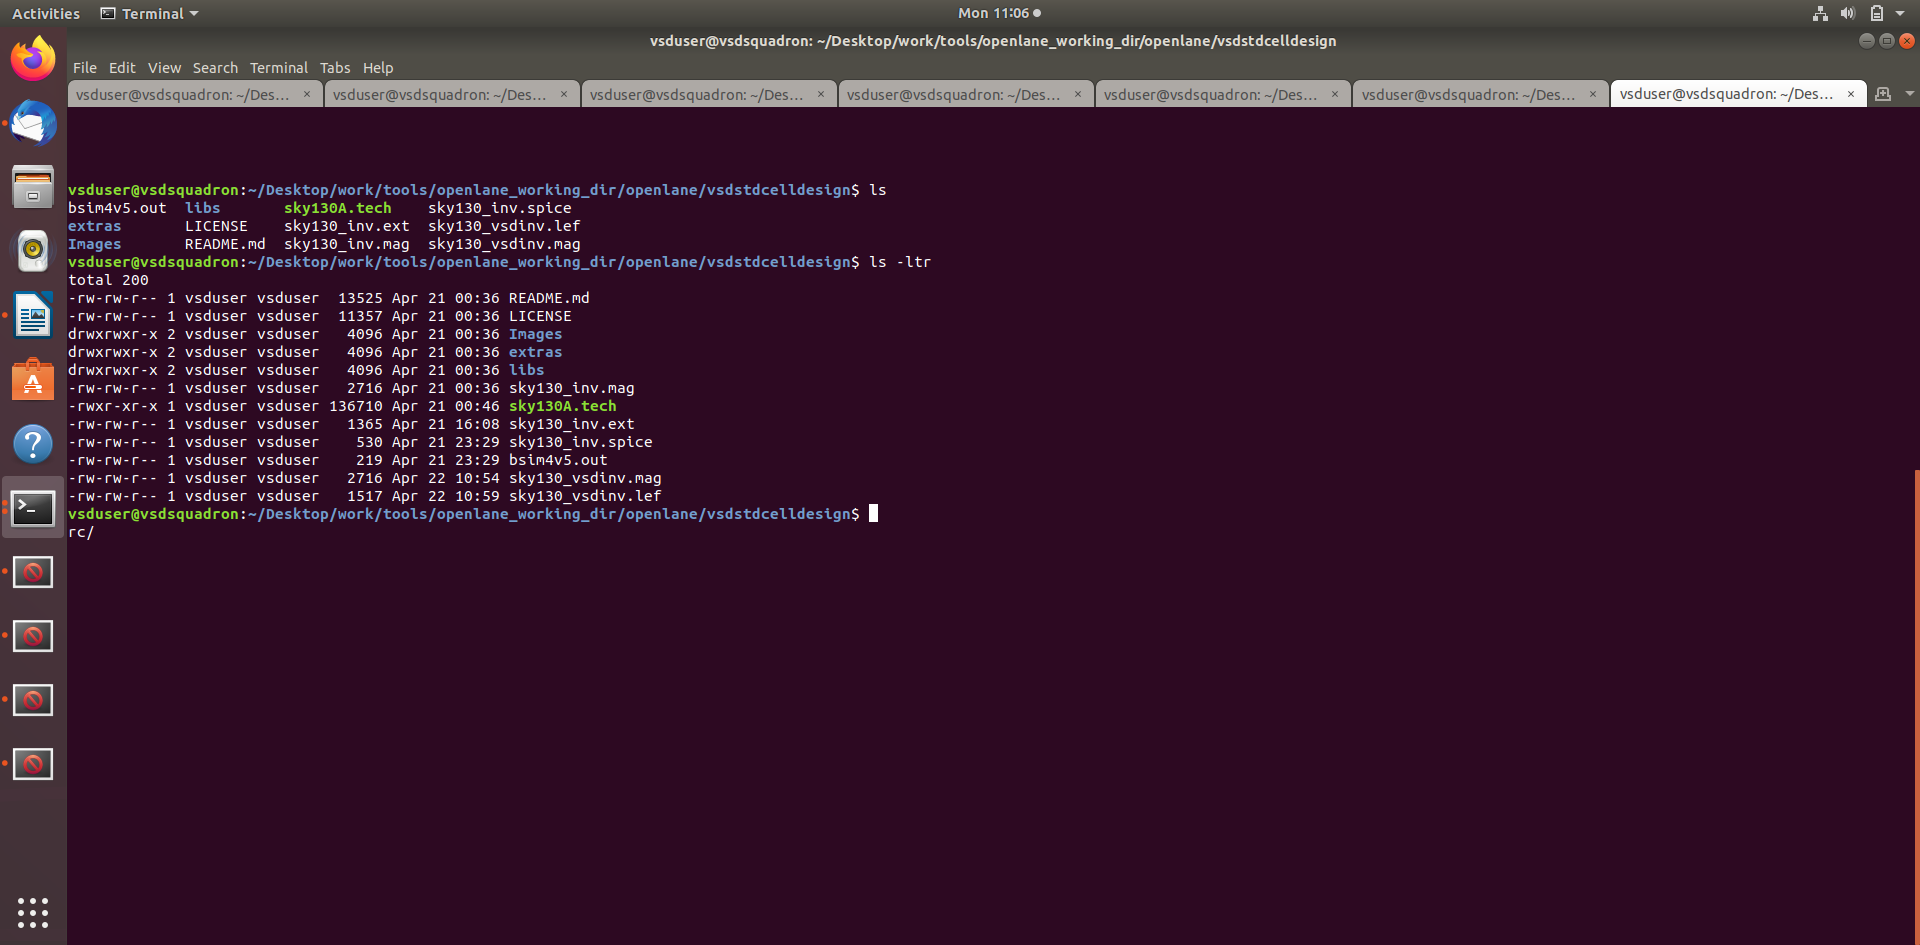 Activities Terminal Mon 11:06
vsduser@vsdsquadron: ~/Desktop/work/tools/openlane_working_dir/openlane/vsdstdcelldesign
File Edit View Search Terminal Tabs Help
vsduser@vsdsquadron: ~/Des... × vsduser@vsdsquadron: ~/Des... × vsduser@vsdsquadron: ~/Des... × vsduser@vsdsquadron: ~/Des... × vsduser@vsdsquadron: ~/Des... × vsduser@vsdsquadron: ~/Des... × vsduser@vsdsquadron: ~/Des... ×
vsduser@vsdsquadron:~/Desktop/work/tools/openlane_working_dir/openlane/vsdstdcelldesign$ ls
bsim4v5.out  libs       sky130A.tech    sky130_inv.spice
extras       LICENSE    sky130_inv.ext  sky130_vsdinv.lef
Images       README.md  sky130_inv.mag  sky130_vsdinv.mag
vsduser@vsdsquadron:~/Desktop/work/tools/openlane_working_dir/openlane/vsdstdcelldesign$ ls -ltr
total 200
-rw-rw-r-- 1 vsduser vsduser  13525 Apr 21 00:36 README.md
-rw-rw-r-- 1 vsduser vsduser  11357 Apr 21 00:36 LICENSE
drwxrwxr-x 2 vsduser vsduser   4096 Apr 21 00:36 Images
drwxrwxr-x 2 vsduser vsduser   4096 Apr 21 00:36 extras
drwxrwxr-x 2 vsduser vsduser   4096 Apr 21 00:36 libs
-rw-rw-r-- 1 vsduser vsduser   2716 Apr 21 00:36 sky130_inv.mag
-rwxr-xr-x 1 vsduser vsduser 136710 Apr 21 00:46 sky130A.tech
-rw-rw-r-- 1 vsduser vsduser   1365 Apr 21 16:08 sky130_inv.ext
-rw-rw-r-- 1 vsduser vsduser    530 Apr 21 23:29 sky130_inv.spice
-rw-rw-r-- 1 vsduser vsduser    219 Apr 21 23:29 bsim4v5.out
-rw-rw-r-- 1 vsduser vsduser   2716 Apr 22 10:54 sky130_vsdinv.mag
-rw-rw-r-- 1 vsduser vsduser   1517 Apr 22 10:59 sky130_vsdinv.lef
vsduser@vsdsquadron:~/Desktop/work/tools/openlane_working_dir/openlane/vsdstdcelldesign$
rc/